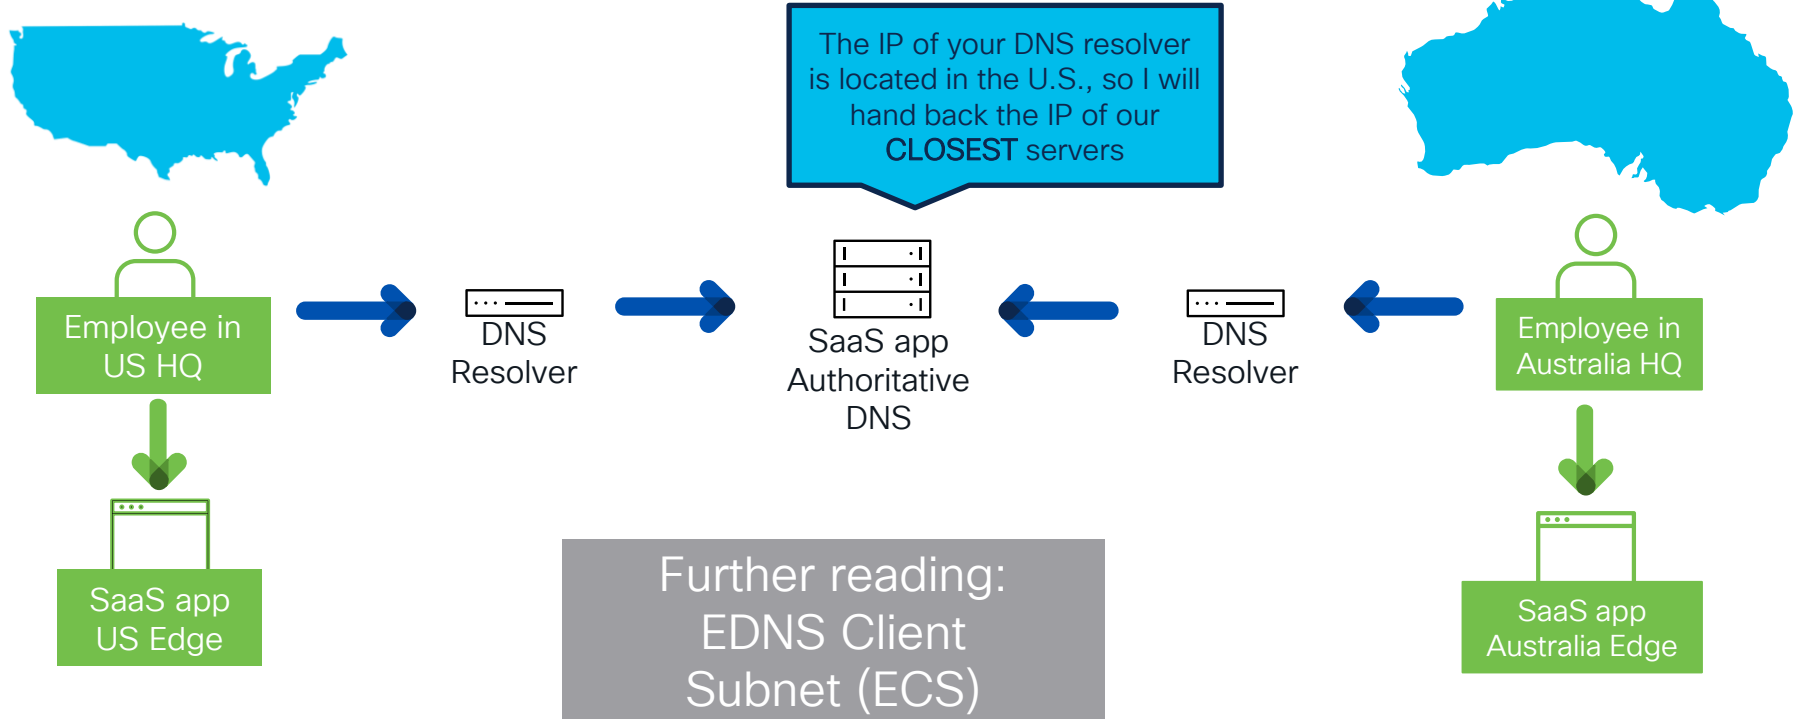 The IP of your DNS resolver
is located in the U.S., so I will
hand back the IP of our
CLOSEST servers
Employee in
US HQ
DNS
Resolver
SaaS app
Authoritative
DNS
DNS
Resolver
Employee in
Australia HQ
SaaS app
US Edge
Further reading:
EDNS Client
Subnet (ECS)
SaaS app
Australia Edge